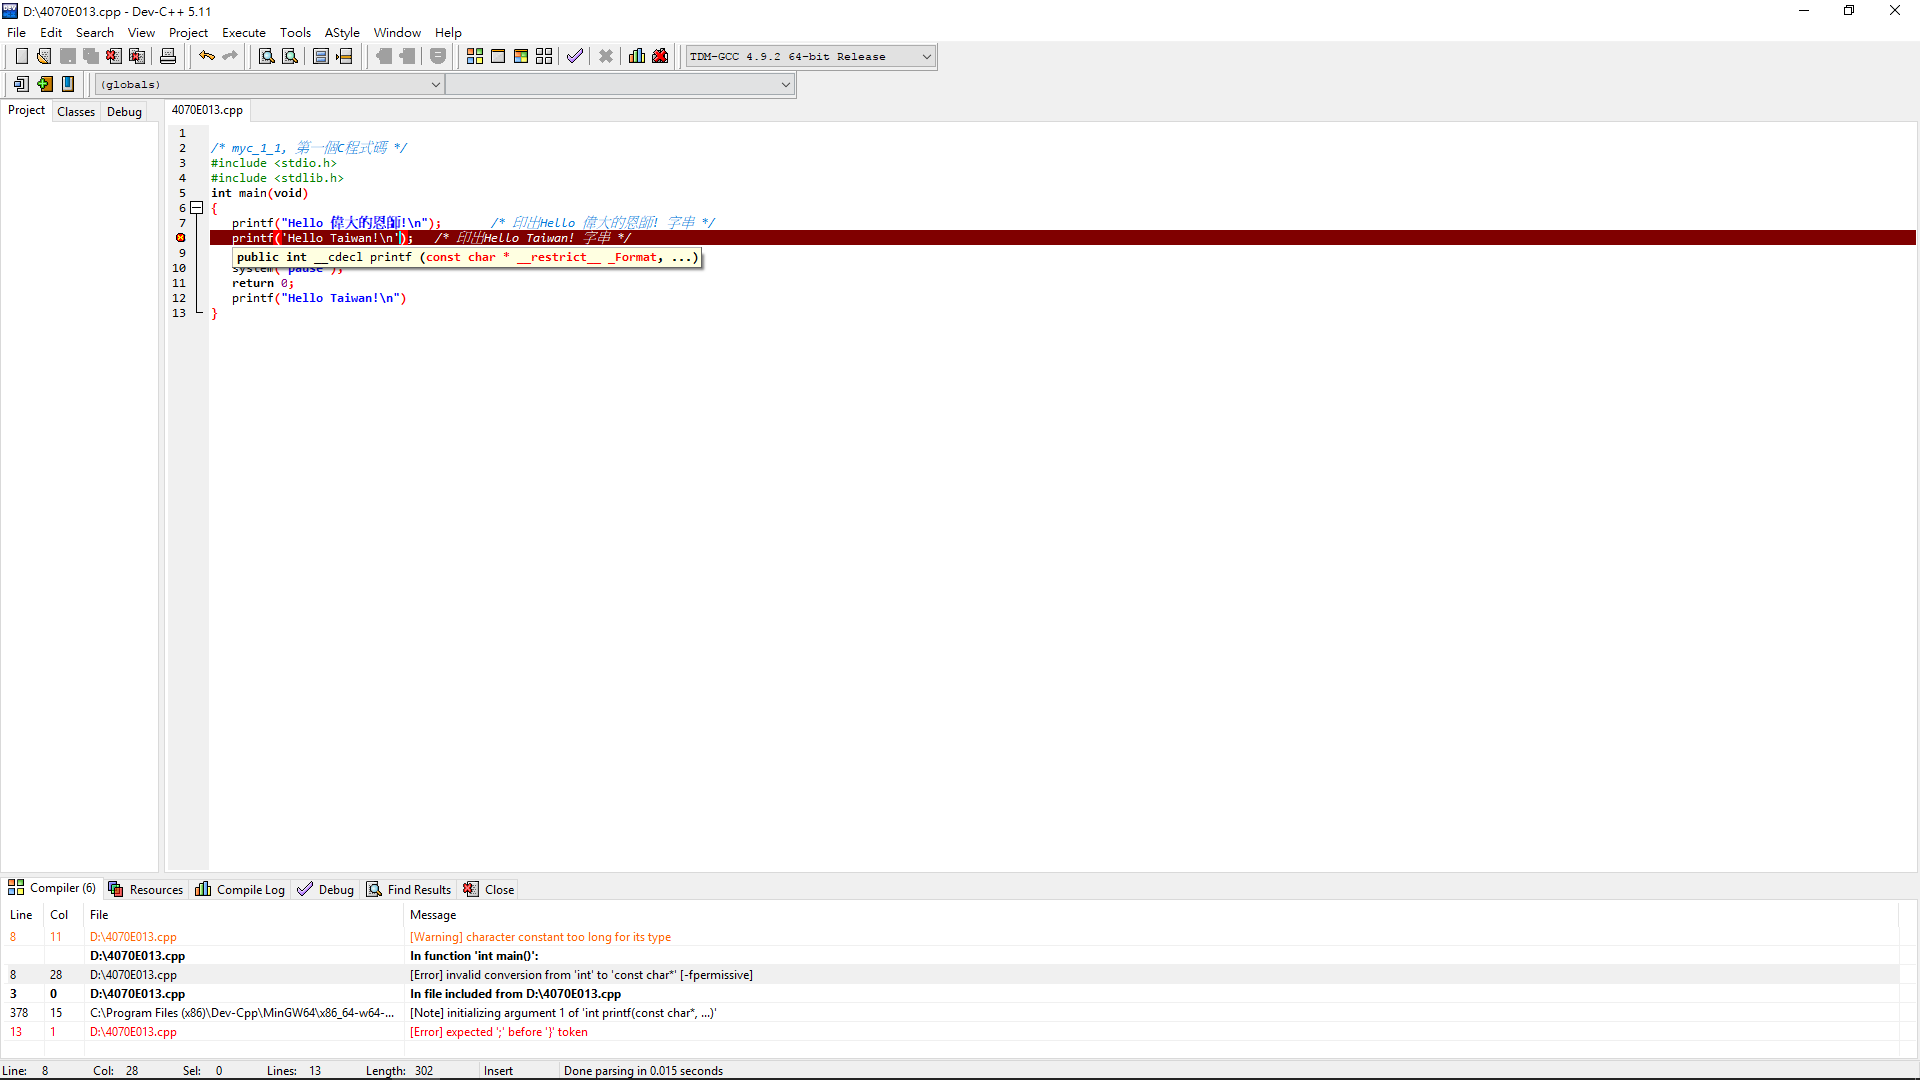 D:\4070E013.cpp - Dev-C++ 5.11
File Edit Search View Project Execute Tools AStyle Window Help
TDM-GCC 4.9.2 64-bit Release
(globals)
Project Classes Debug 4070E013.cpp
1
2 /* myc_1_1, 第一個C程式碼 */
3 #include <stdio.h>
4 #include <stdlib.h>
5 int main(void)
6 {
7 printf("Hello 偉大的恩師!\n"); /* 印出Hello 偉大的恩師! 字串 */
printf('Hello Taiwan!\n'); /* 印出Hello Taiwan! 字串 */
9 public int __cdecl printf (const char * __restrict__ _Format, ...)
10 system("pause");
11 return 0;
12 printf("Hello Taiwan!\n")
13 }
Compiler (6) Resources Compile Log Debug Find Results Close
Line Col File Message
8 11 D:\4070E013.cpp [Warning] character constant too long for its type
D:\4070E013.cpp In function 'int main()':
8 28 D:\4070E013.cpp [Error] invalid conversion from 'int' to 'const char*' [-fpermissive]
3 0 D:\4070E013.cpp In file included from D:\4070E013.cpp
378 15 C:\Program Files (x86)\Dev-Cpp\MinGW64\x86_64-w64-... [Note] initializing argument 1 of 'int printf(const char*, ...)'
13 1 D:\4070E013.cpp [Error] expected ';' before '}' token
Line: 8 Col: 28 Sel: 0 Lines: 13 Length: 302 Insert Done parsing in 0.015 seconds